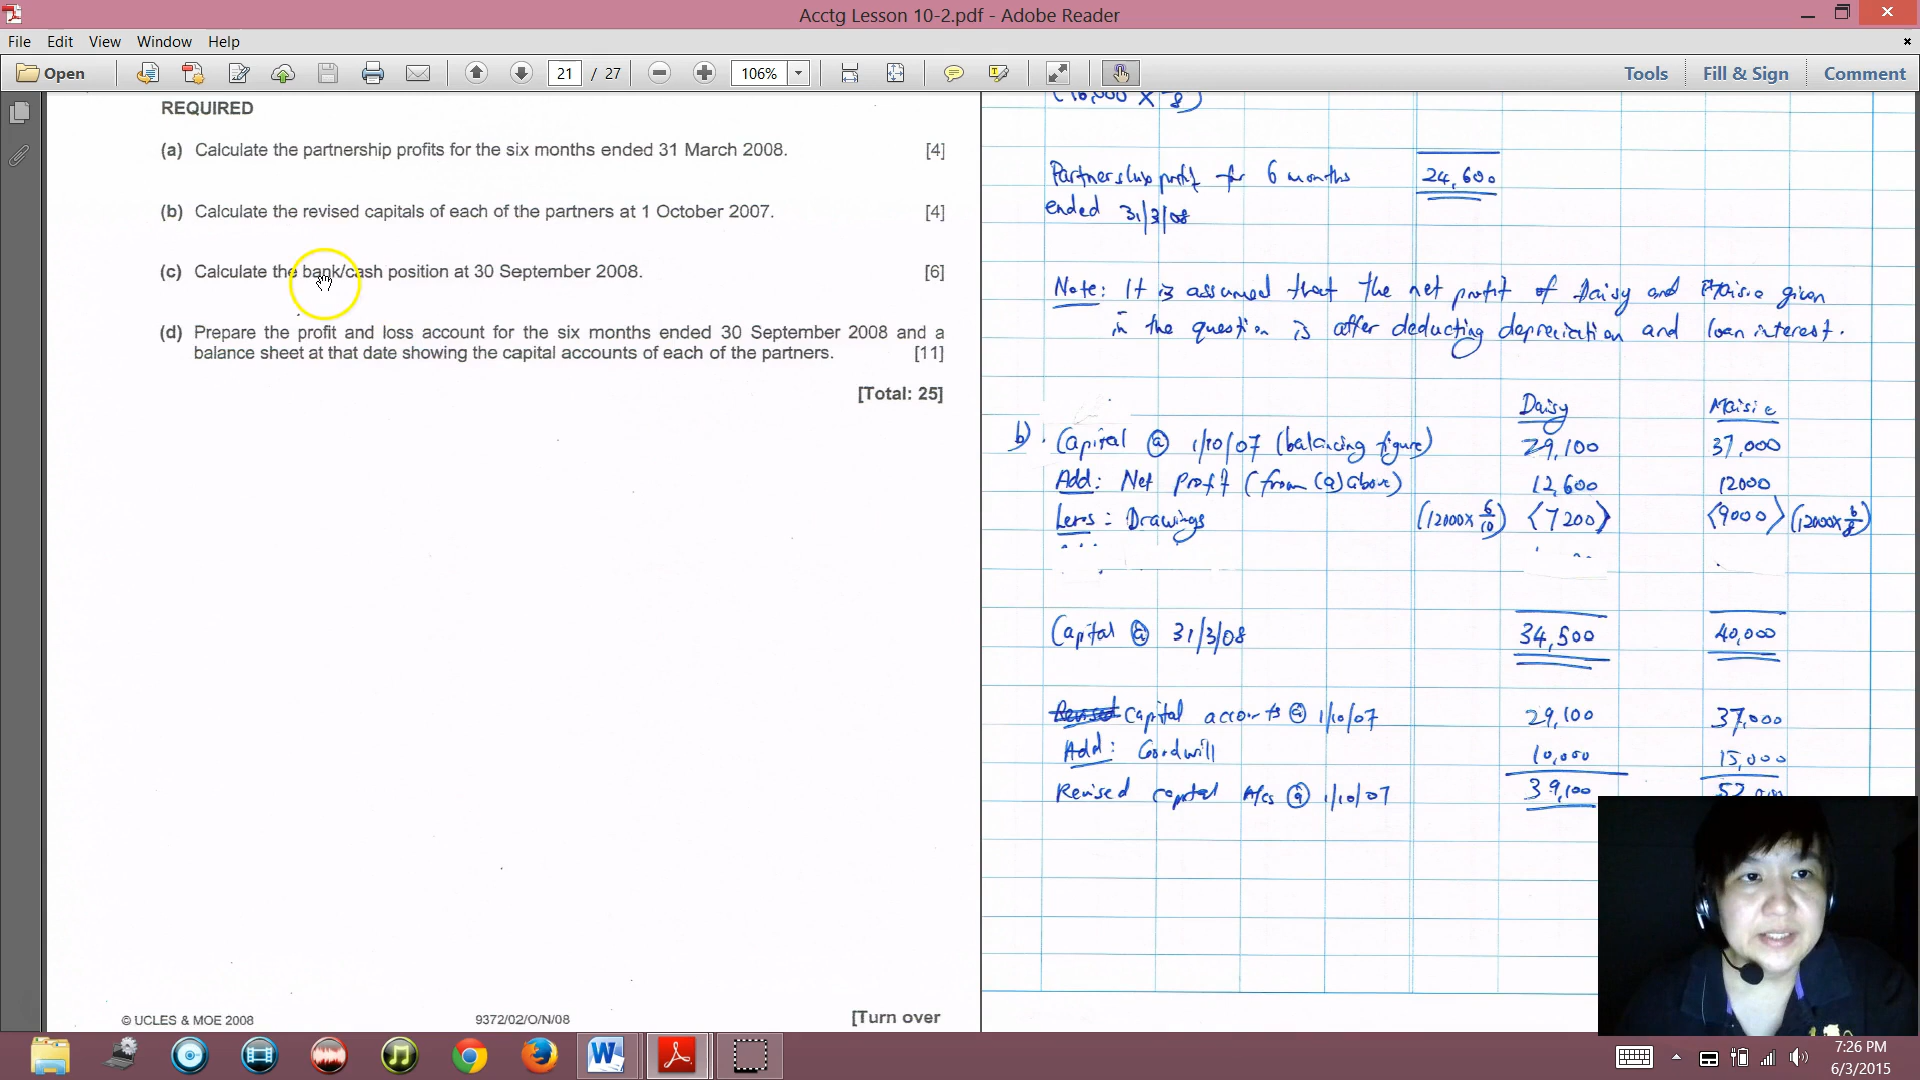 Acctg Lesson 10-2.pdf - Adobe Reader
File Edit View Window Help
Open 21 / 27 106% Tools Fill & Sign Comment
REQUIRED
(a) Calculate the partnership profits for the six months ended 31 March 2008. [4]
(b) Calculate the revised capitals of each of the partners at 1 October 2007. [4]
(c) Calculate the bank/cash position at 30 September 2008. [6]
(d) Prepare the profit and loss account for the six months ended 30 September 2008 and a
balance sheet at that date showing the capital accounts of each of the partners. [11]
[Total: 25]
© UCLES & MOE 2008 9372/02/O/N/08 [Turn over
Partnership profit for 6 months 24,600
ended 31/3/08
Note: It is assumed that the net profit of Daisy and Maisie given
in the question is after deducting depreciation and loan interest.
Daisy Maisie
b). Capital @ 1/10/07 (balancing figure) 29,100 37,000
Add: Net Profit (from (a) above) 12,600 12000
Less: Drawings (12000 x 6/10) <7200> <9000> (12000 x 6/8)
Capital @ 31/3/08 34,500 40,000
Revised capital accounts @ 1/10/07 29,100 37,000
Add: Goodwill 10,000 15,000
Revised capital A/cs @ 1/10/07 39,100
7:26 PM
6/3/2015